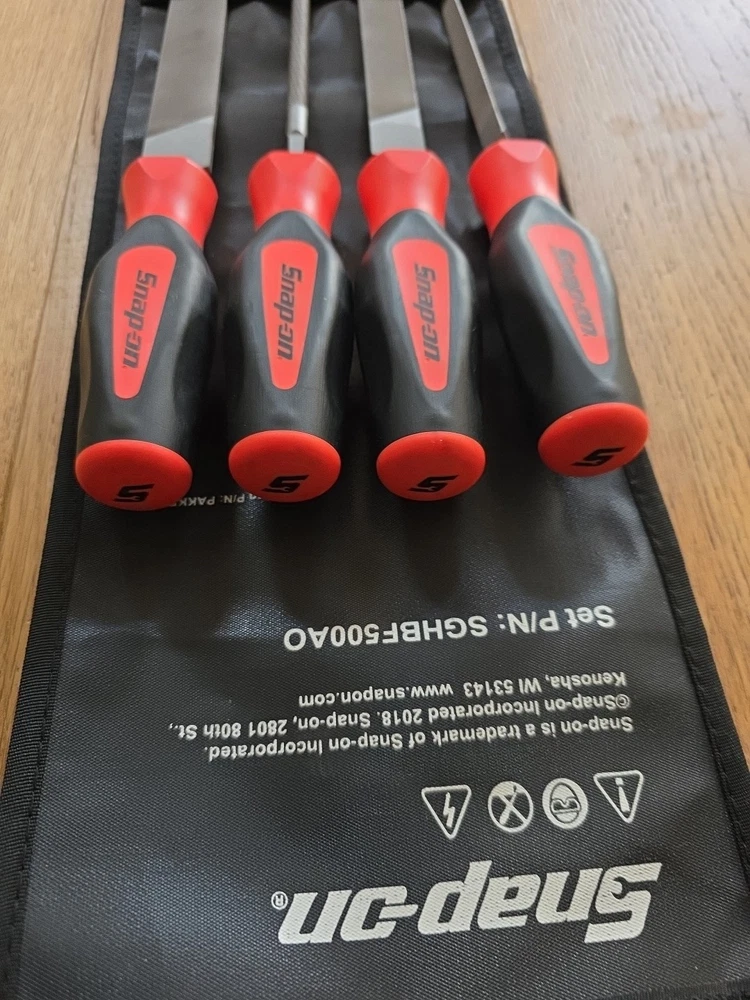 Snap-on
Snap-on
Snap-on
Snap-on
S
S
S
S
P/N: PAKK
Snap-on®
Snap-on is a trademark of Snap-on Incorporated.
©Snap-on Incorporated 2018. Snap-on, 2801 80th St.,
Kenosha, WI 53143 www.snapon.com
Set P/N: SGHBF500AO